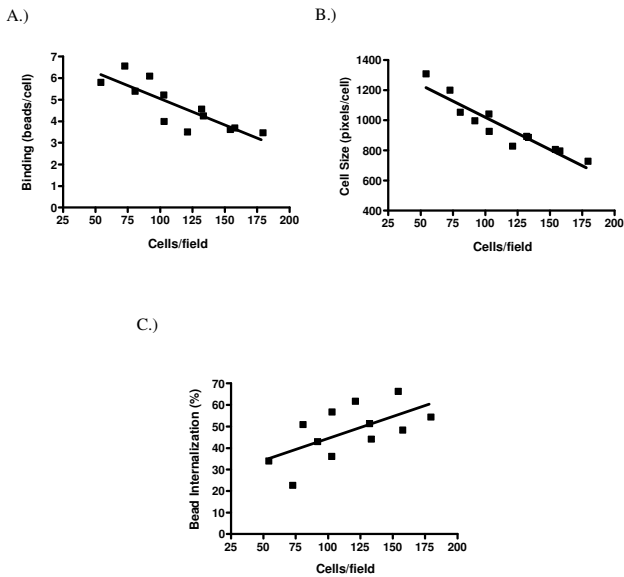 A.)
B.)
Binding (beads/cell)
7
6
5
4
3
2
1
0
25 50 75 100 125 150 175 200
Cells/field
Cell Size (pixels/cell)
1400
1200
1000
800
600
400
25 50 75 100 125 150 175 200
Cells/field
C.)
Bead Internalization (%)
70
60
50
40
30
20
10
0
25 50 75 100 125 150 175 200
Cells/field